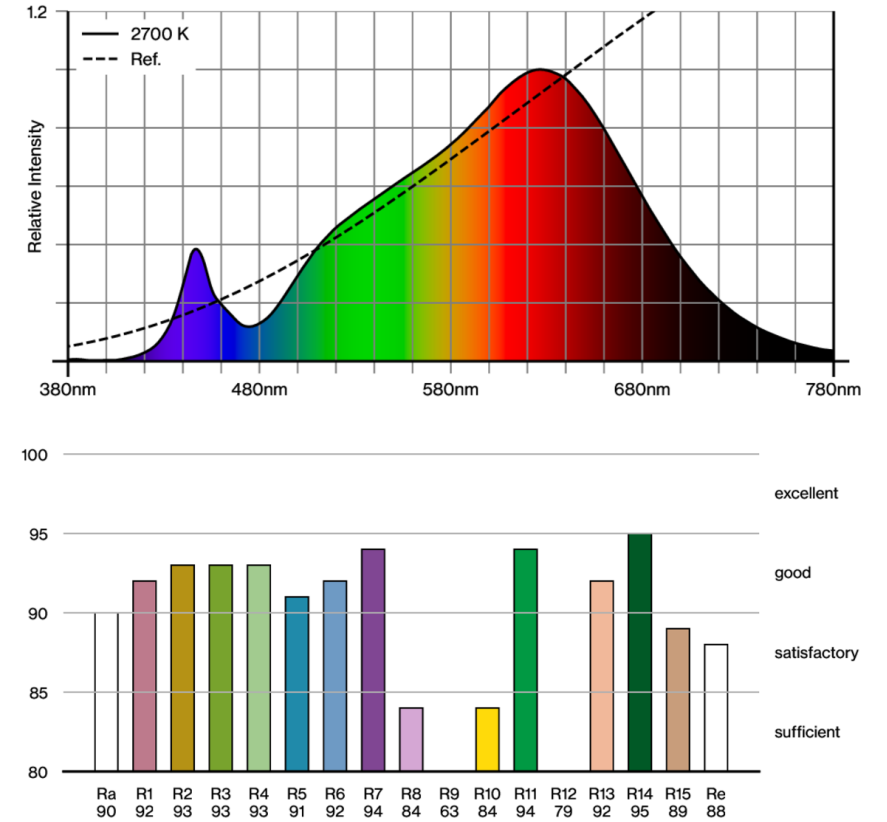 1.2
2700 K
Ref.
Relative Intensity
380nm 480nm 580nm 680nm 780nm
100
excellent
95
good
90
satisfactory
85
sufficient
80
Ra R1 R2 R3 R4 R5 R6 R7 R8 R9 R10 R11 R12 R13 R14 R15 Re
90 92 93 93 93 91 92 94 84 63 84 94 79 92 95 89 88